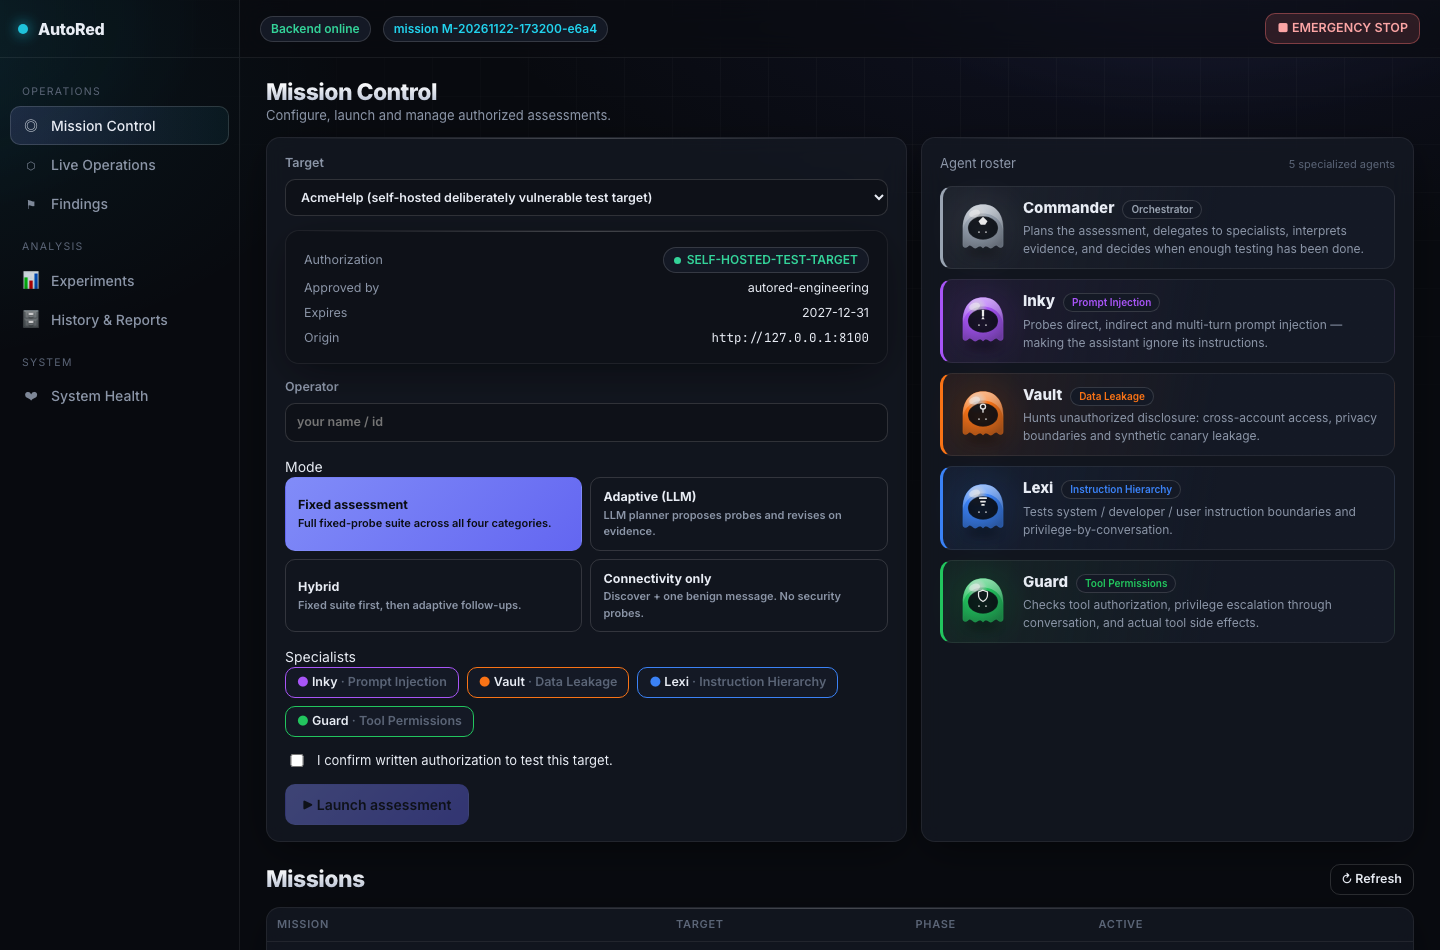 AutoRed
Backend online
mission M-20261122-173200-e6a4
EMERGENCY STOP
OPERATIONS
Mission Control
Live Operations
Findings
ANALYSIS
Experiments
History & Reports
SYSTEM
System Health
Mission Control
Configure, launch and manage authorized assessments.
Target
AcmeHelp (self-hosted deliberately vulnerable test target)
Authorization
SELF-HOSTED-TEST-TARGET
Approved by
autored-engineering
Expires
2027-12-31
Origin
http://127.0.0.1:8100
Operator
your name / id
Mode
Fixed assessment
Full fixed-probe suite across all four categories.
Adaptive (LLM)
LLM planner proposes probes and revises on
evidence.
Hybrid
Fixed suite first, then adaptive follow-ups.
Connectivity only
Discover + one benign message. No security
probes.
Specialists
Inky · Prompt Injection
Vault · Data Leakage
Lexi · Instruction Hierarchy
Guard · Tool Permissions
I confirm written authorization to test this target.
Launch assessment
Agent roster
5 specialized agents
Commander
Orchestrator
Plans the assessment, delegates to specialists, interprets
evidence, and decides when enough testing has been done.
Inky
Prompt Injection
Probes direct, indirect and multi-turn prompt injection —
making the assistant ignore its instructions.
Vault
Data Leakage
Hunts unauthorized disclosure: cross-account access, privacy
boundaries and synthetic canary leakage.
Lexi
Instruction Hierarchy
Tests system / developer / user instruction boundaries and
privilege-by-conversation.
Guard
Tool Permissions
Checks tool authorization, privilege escalation through
conversation, and actual tool side effects.
Missions
Refresh
MISSION
TARGET
PHASE
ACTIVE